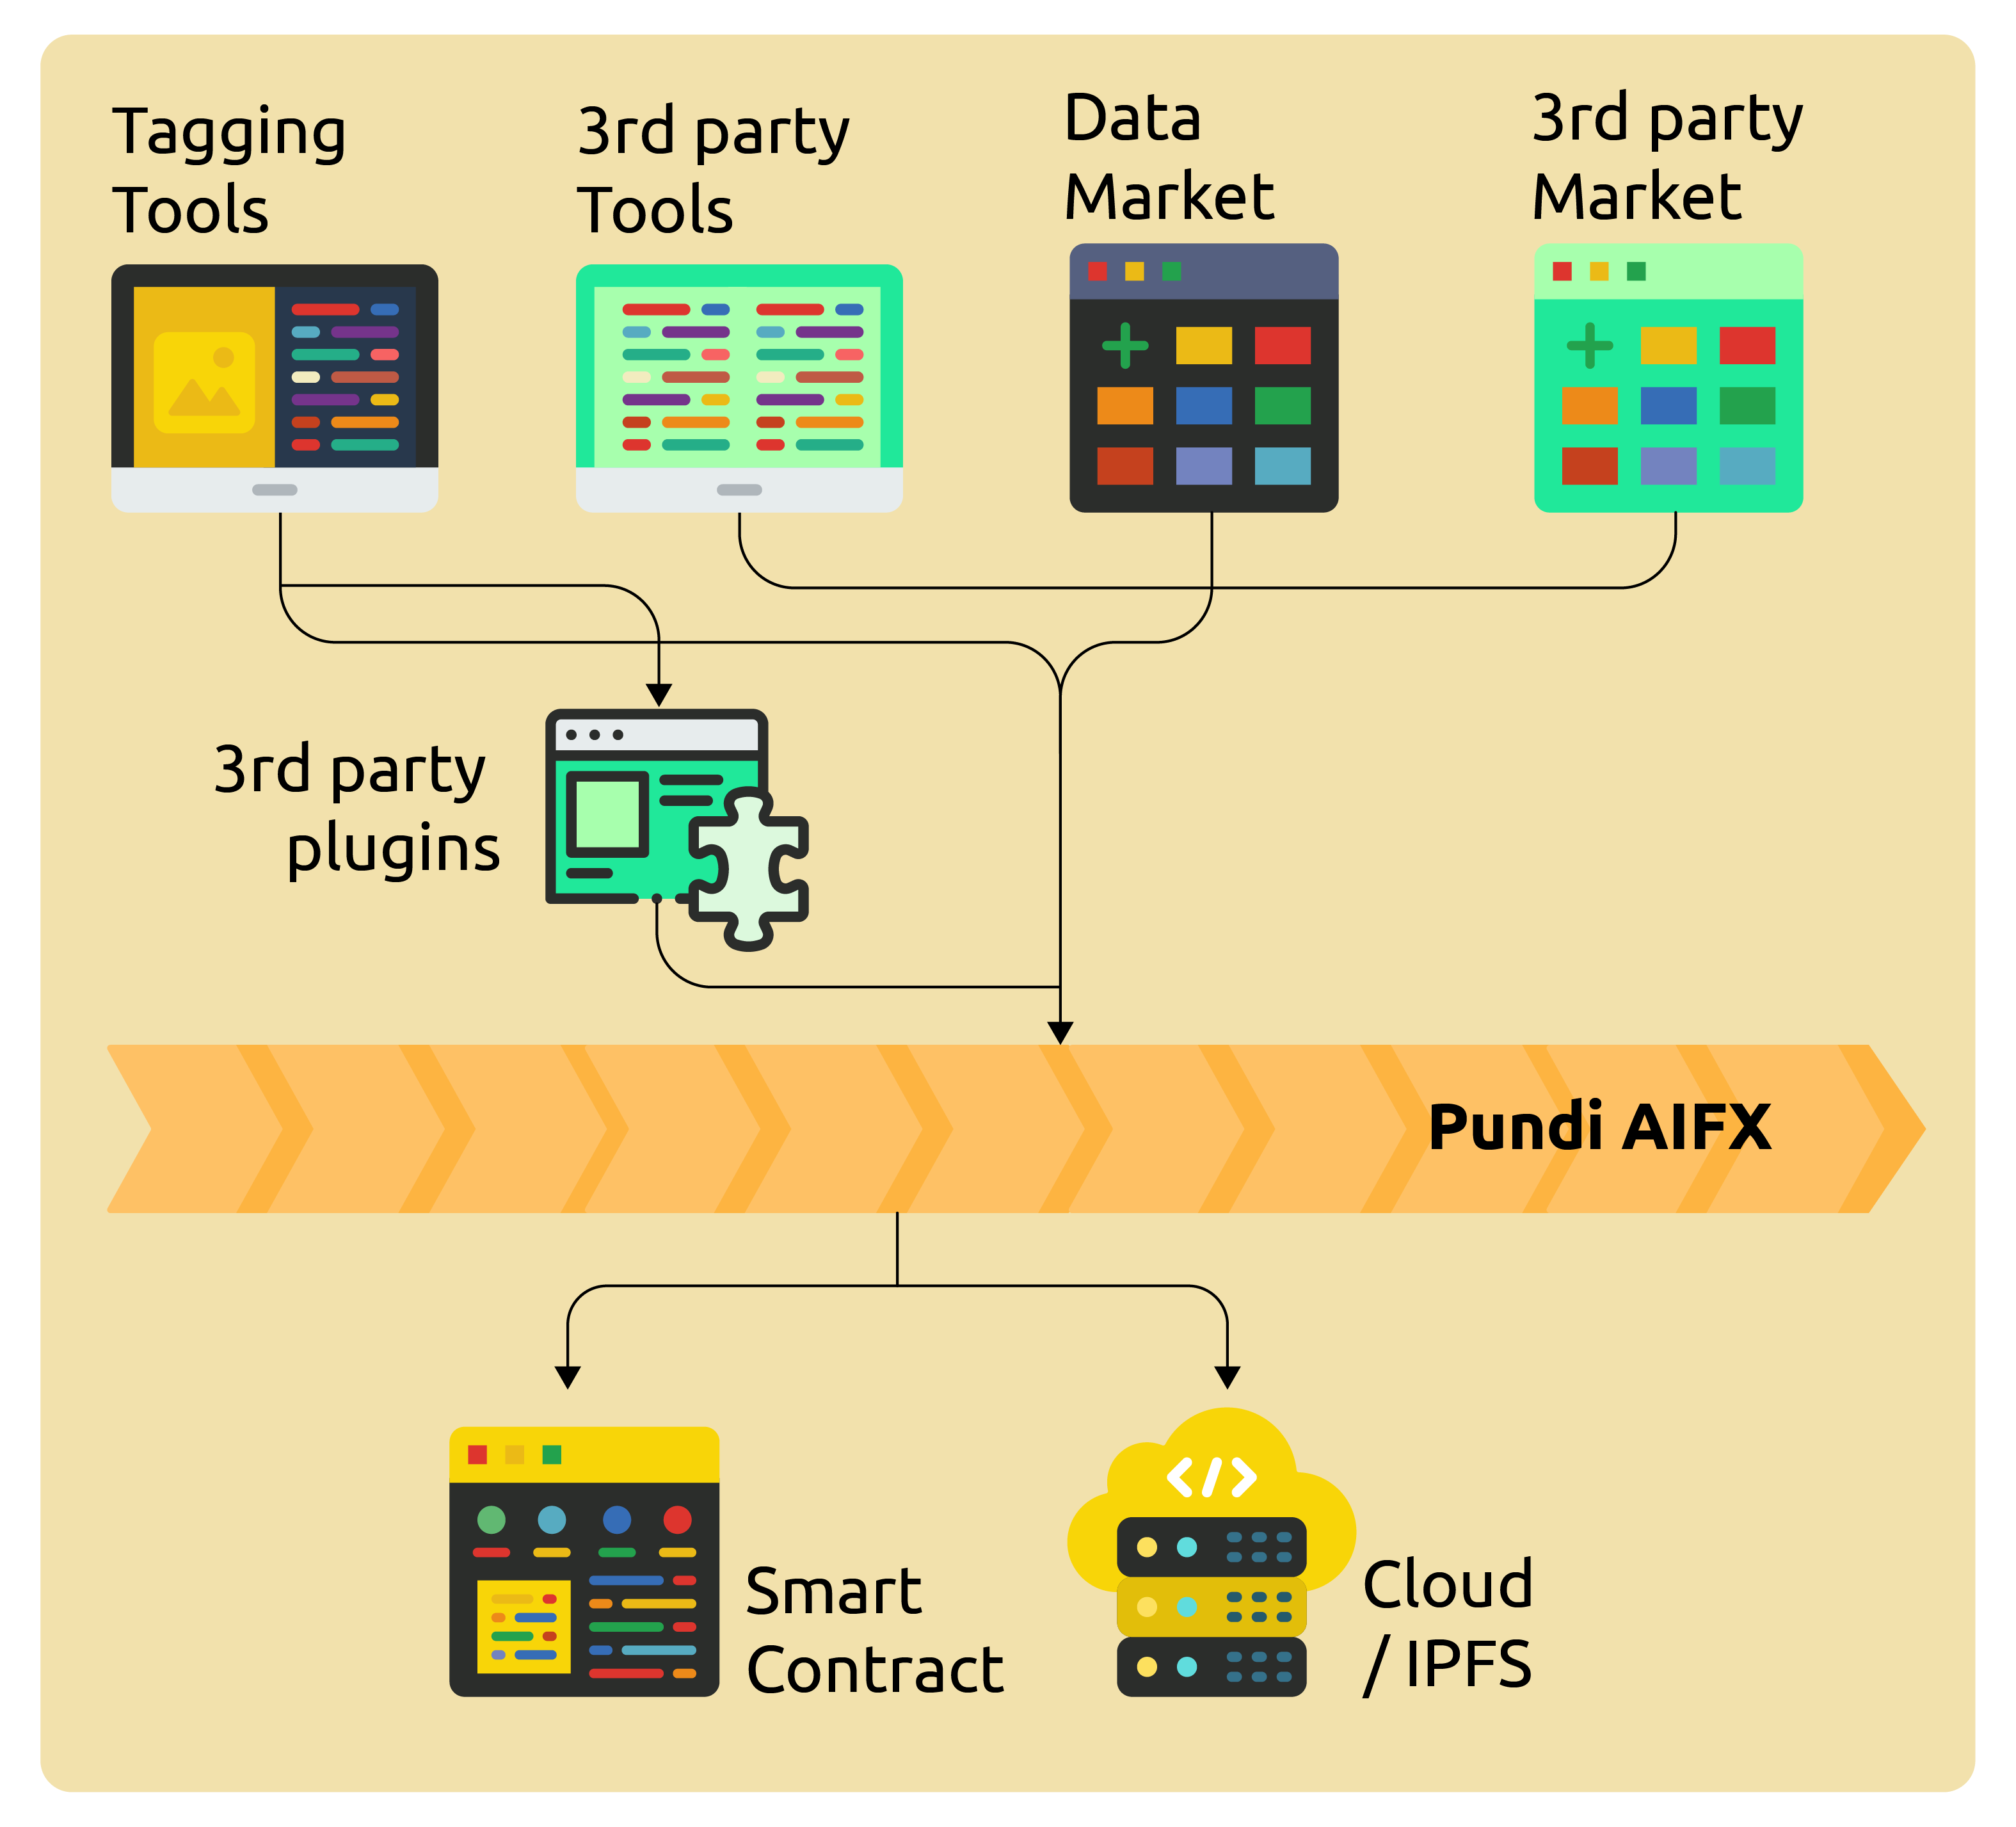 Tagging
Tools
3rd party
Tools
Data
Market
3rd party
Market
3rd party
plugins
Pundi AIFX
</>
Smart
Contract
Cloud
/ IPFS